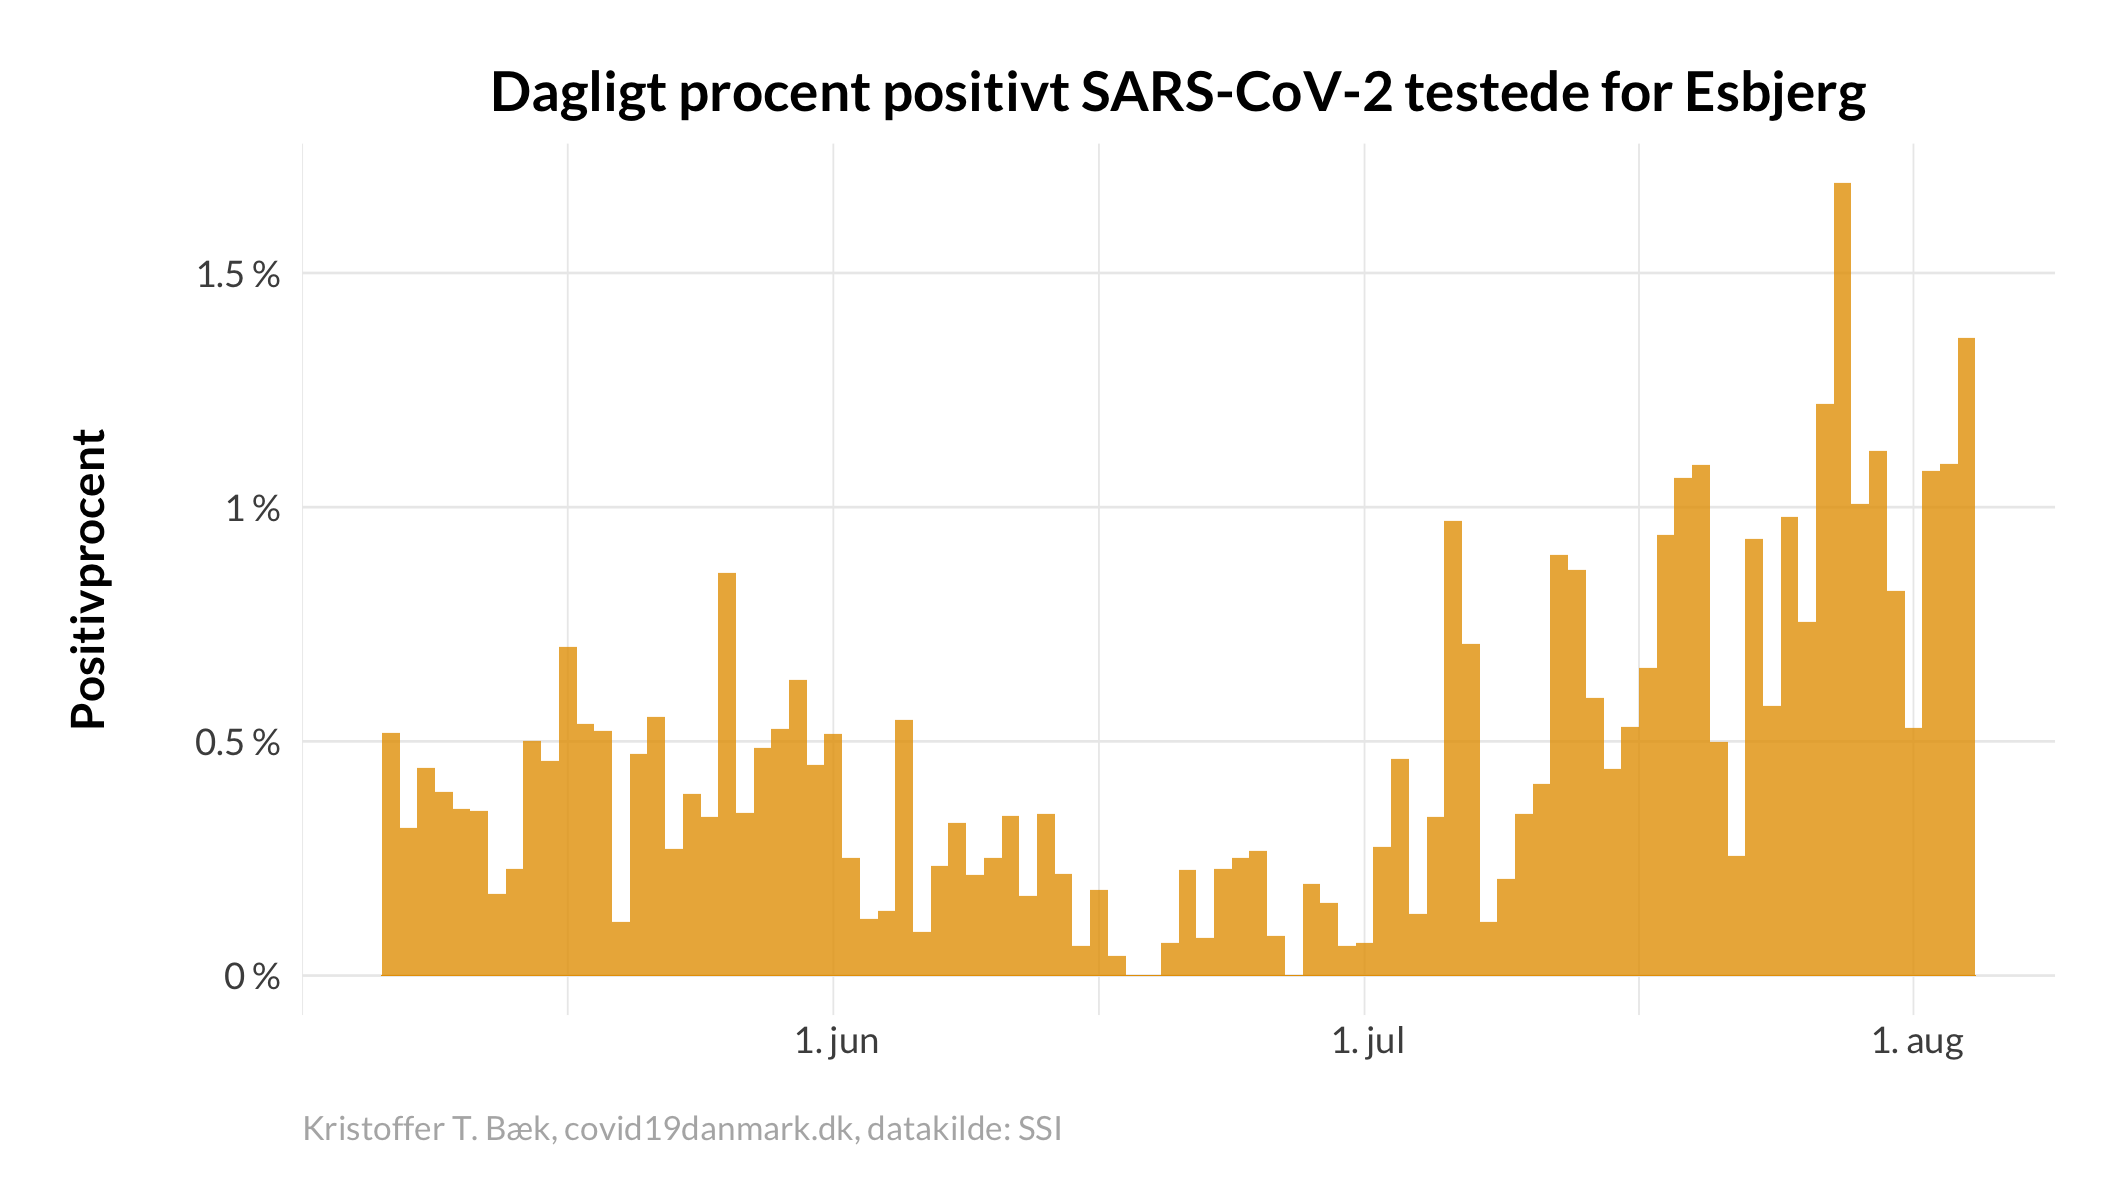 Dagligt procent positivt SARS-CoV-2 testede for Esbjerg
Positivprocent
1.5 %
1 %
0.5 %
0 %
1. jun
1. jul
1. aug
Kristoffer T. Bæk, covid19danmark.dk, datakilde: SSI